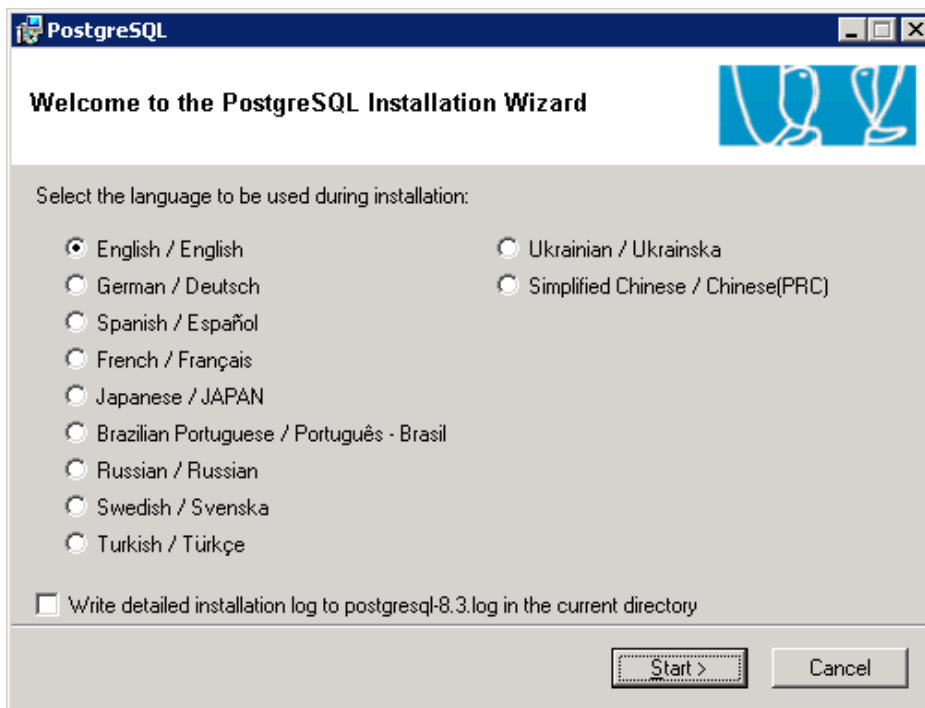 PostgreSQL
Welcome to the PostgreSQL Installation Wizard
Select the language to be used during installation:
English / English
German / Deutsch
Spanish / Español
French / Français
Japanese / JAPAN
Brazilian Portuguese / Português - Brasil
Russian / Russian
Swedish / Svenska
Turkish / Türkçe
Ukrainian / Ukrainska
Simplified Chinese / Chinese(PRC)
Write detailed installation log to postgresql-8.3.log in the current directory
Start >
Cancel